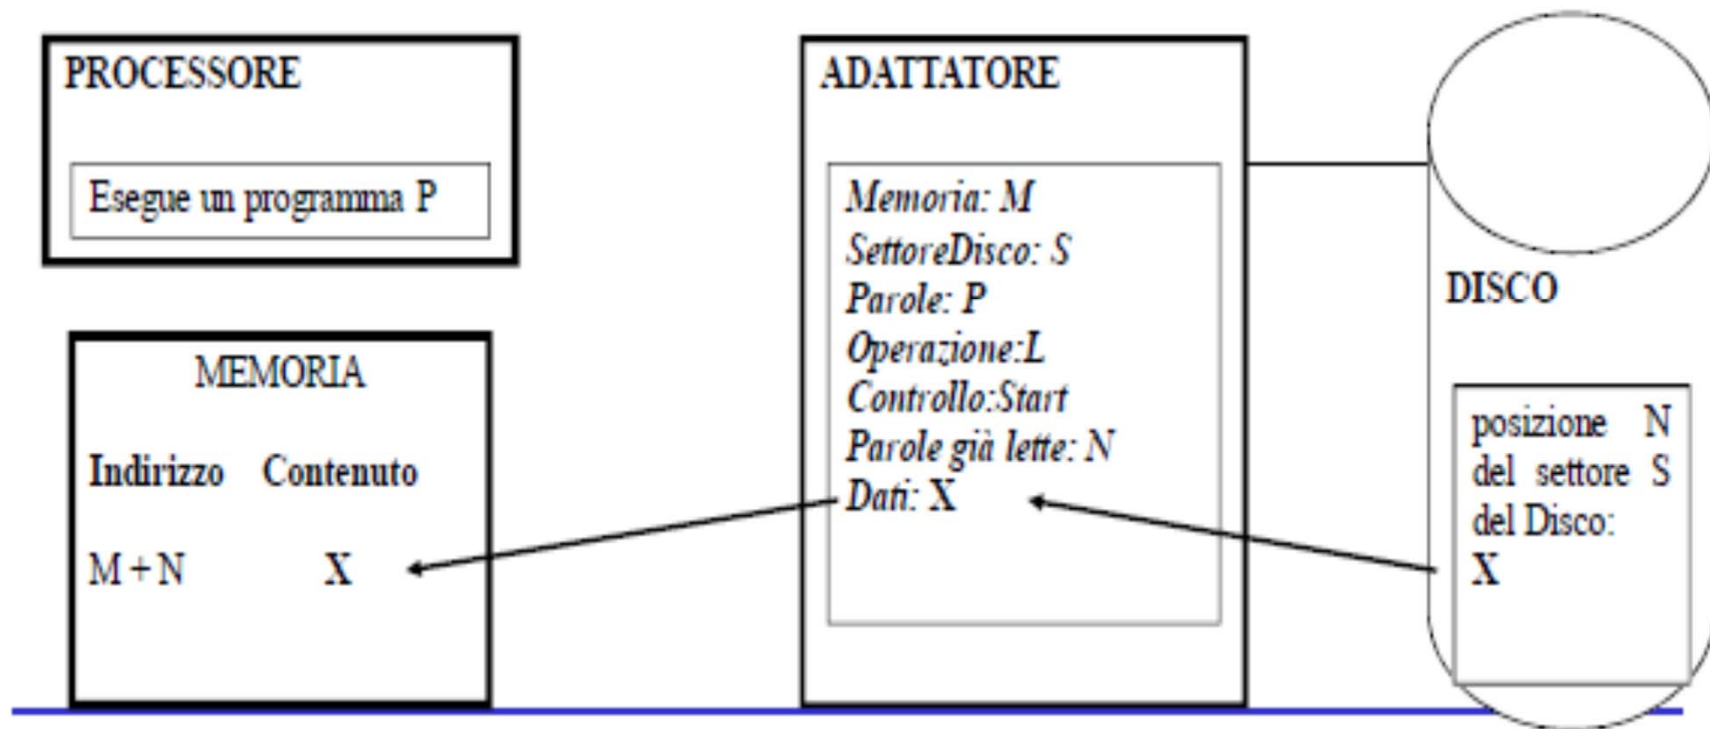 PROCESSORE
Esegue un programma P
MEMORIA
Indirizzo Contenuto
M + N X
ADATTATORE
Memoria: M
SettoreDisco: S
Parole: P
Operazione:L
Controllo:Start
Parole già lette: N
Dati: X
DISCO
posizione N
del settore S
del Disco:
X